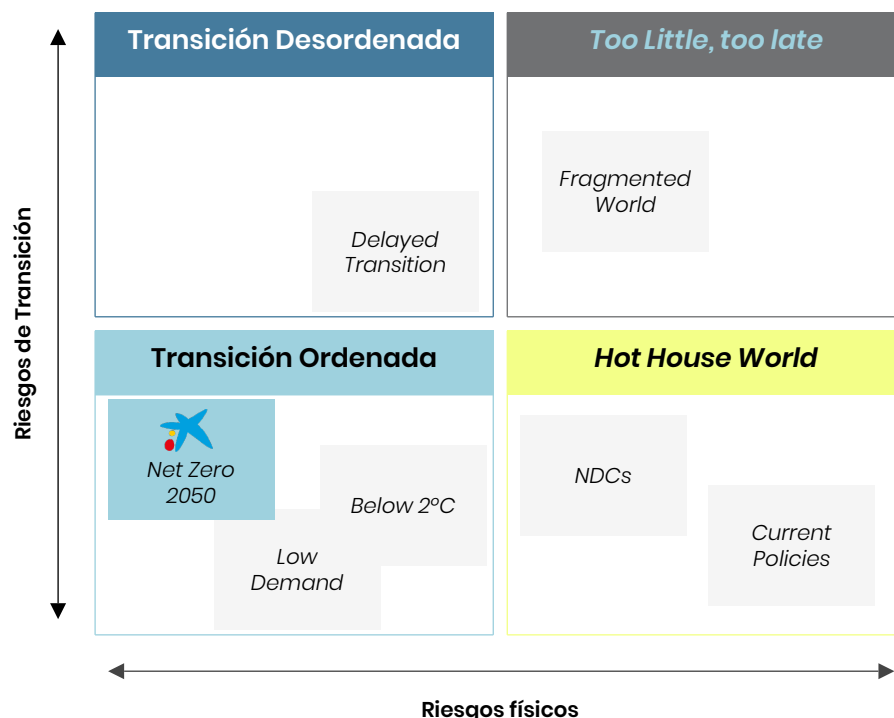 Transición Desordenada
Too Little, too late
Fragmented
World
Delayed
Transition
Riesgos de Transición
Transición Ordenada
Hot House World
Net Zero
2050
Below 2ºC
Low
Demand
NDCs
Current
Policies
Riesgos físicos